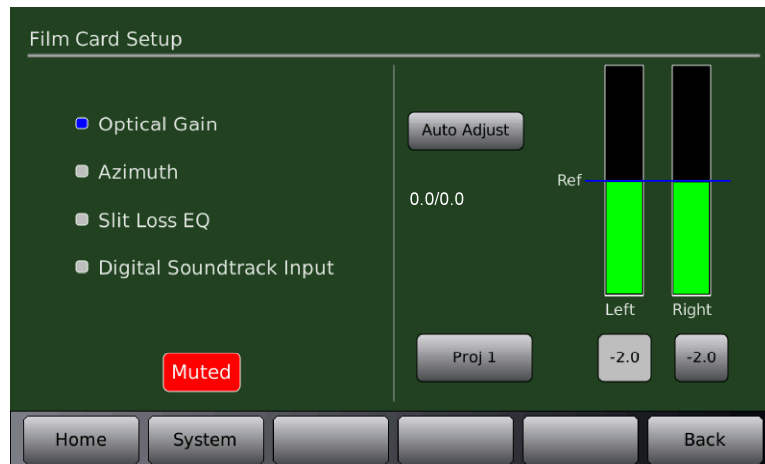 Film Card Setup
Optical Gain
Azimuth
Slit Loss EQ
Digital Soundtrack Input
Muted
Auto Adjust
0.0/0.0
Ref
Left Right
Proj 1
-2.0 -2.0
Home System Back